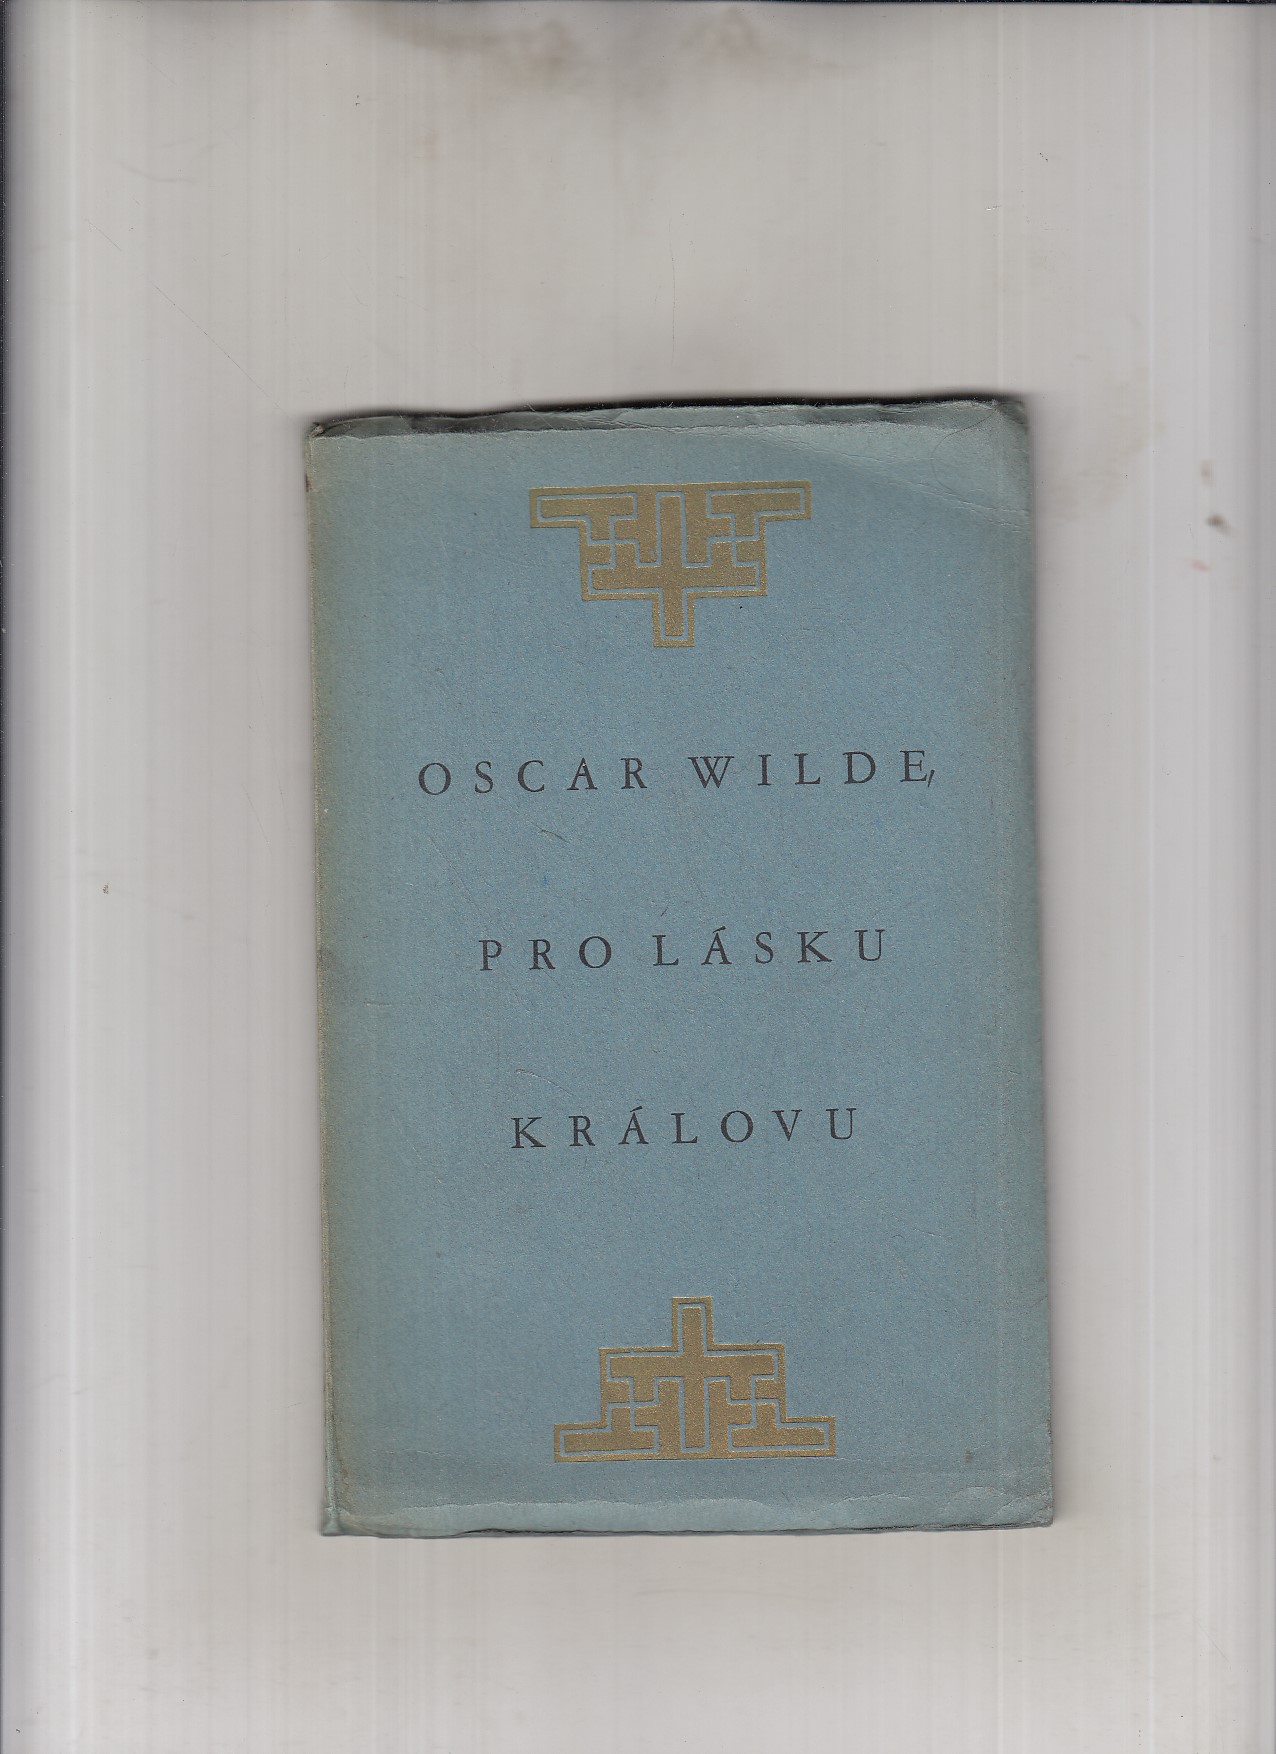 OSCAR WILDE,
PRO LÁSKU
KRÁLOVU